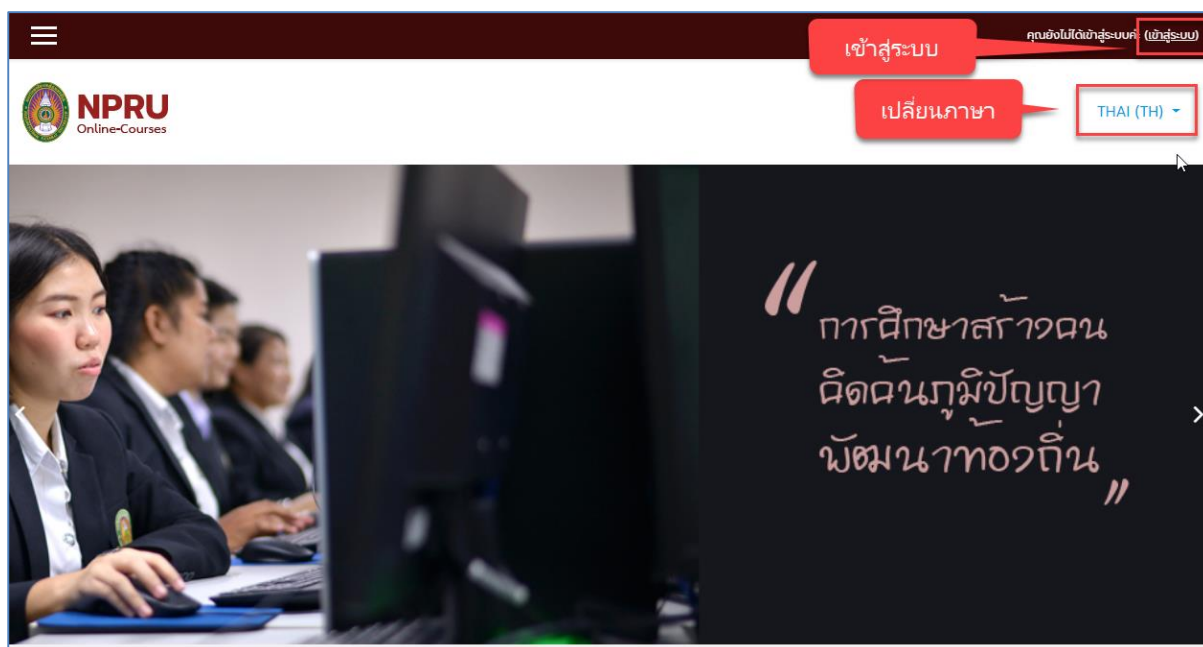 คุณยังไม่ได้เข้าสู่ระบบค่ะ (เข้าสู่ระบบ)
เข้าสู่ระบบ
NPRU
Online-Courses
เปลี่ยนภาษา
THAI (TH)
“การศึกษาสร้างคน
คิดค้นภูมิปัญญา
พัฒนาท้องถิ่น„